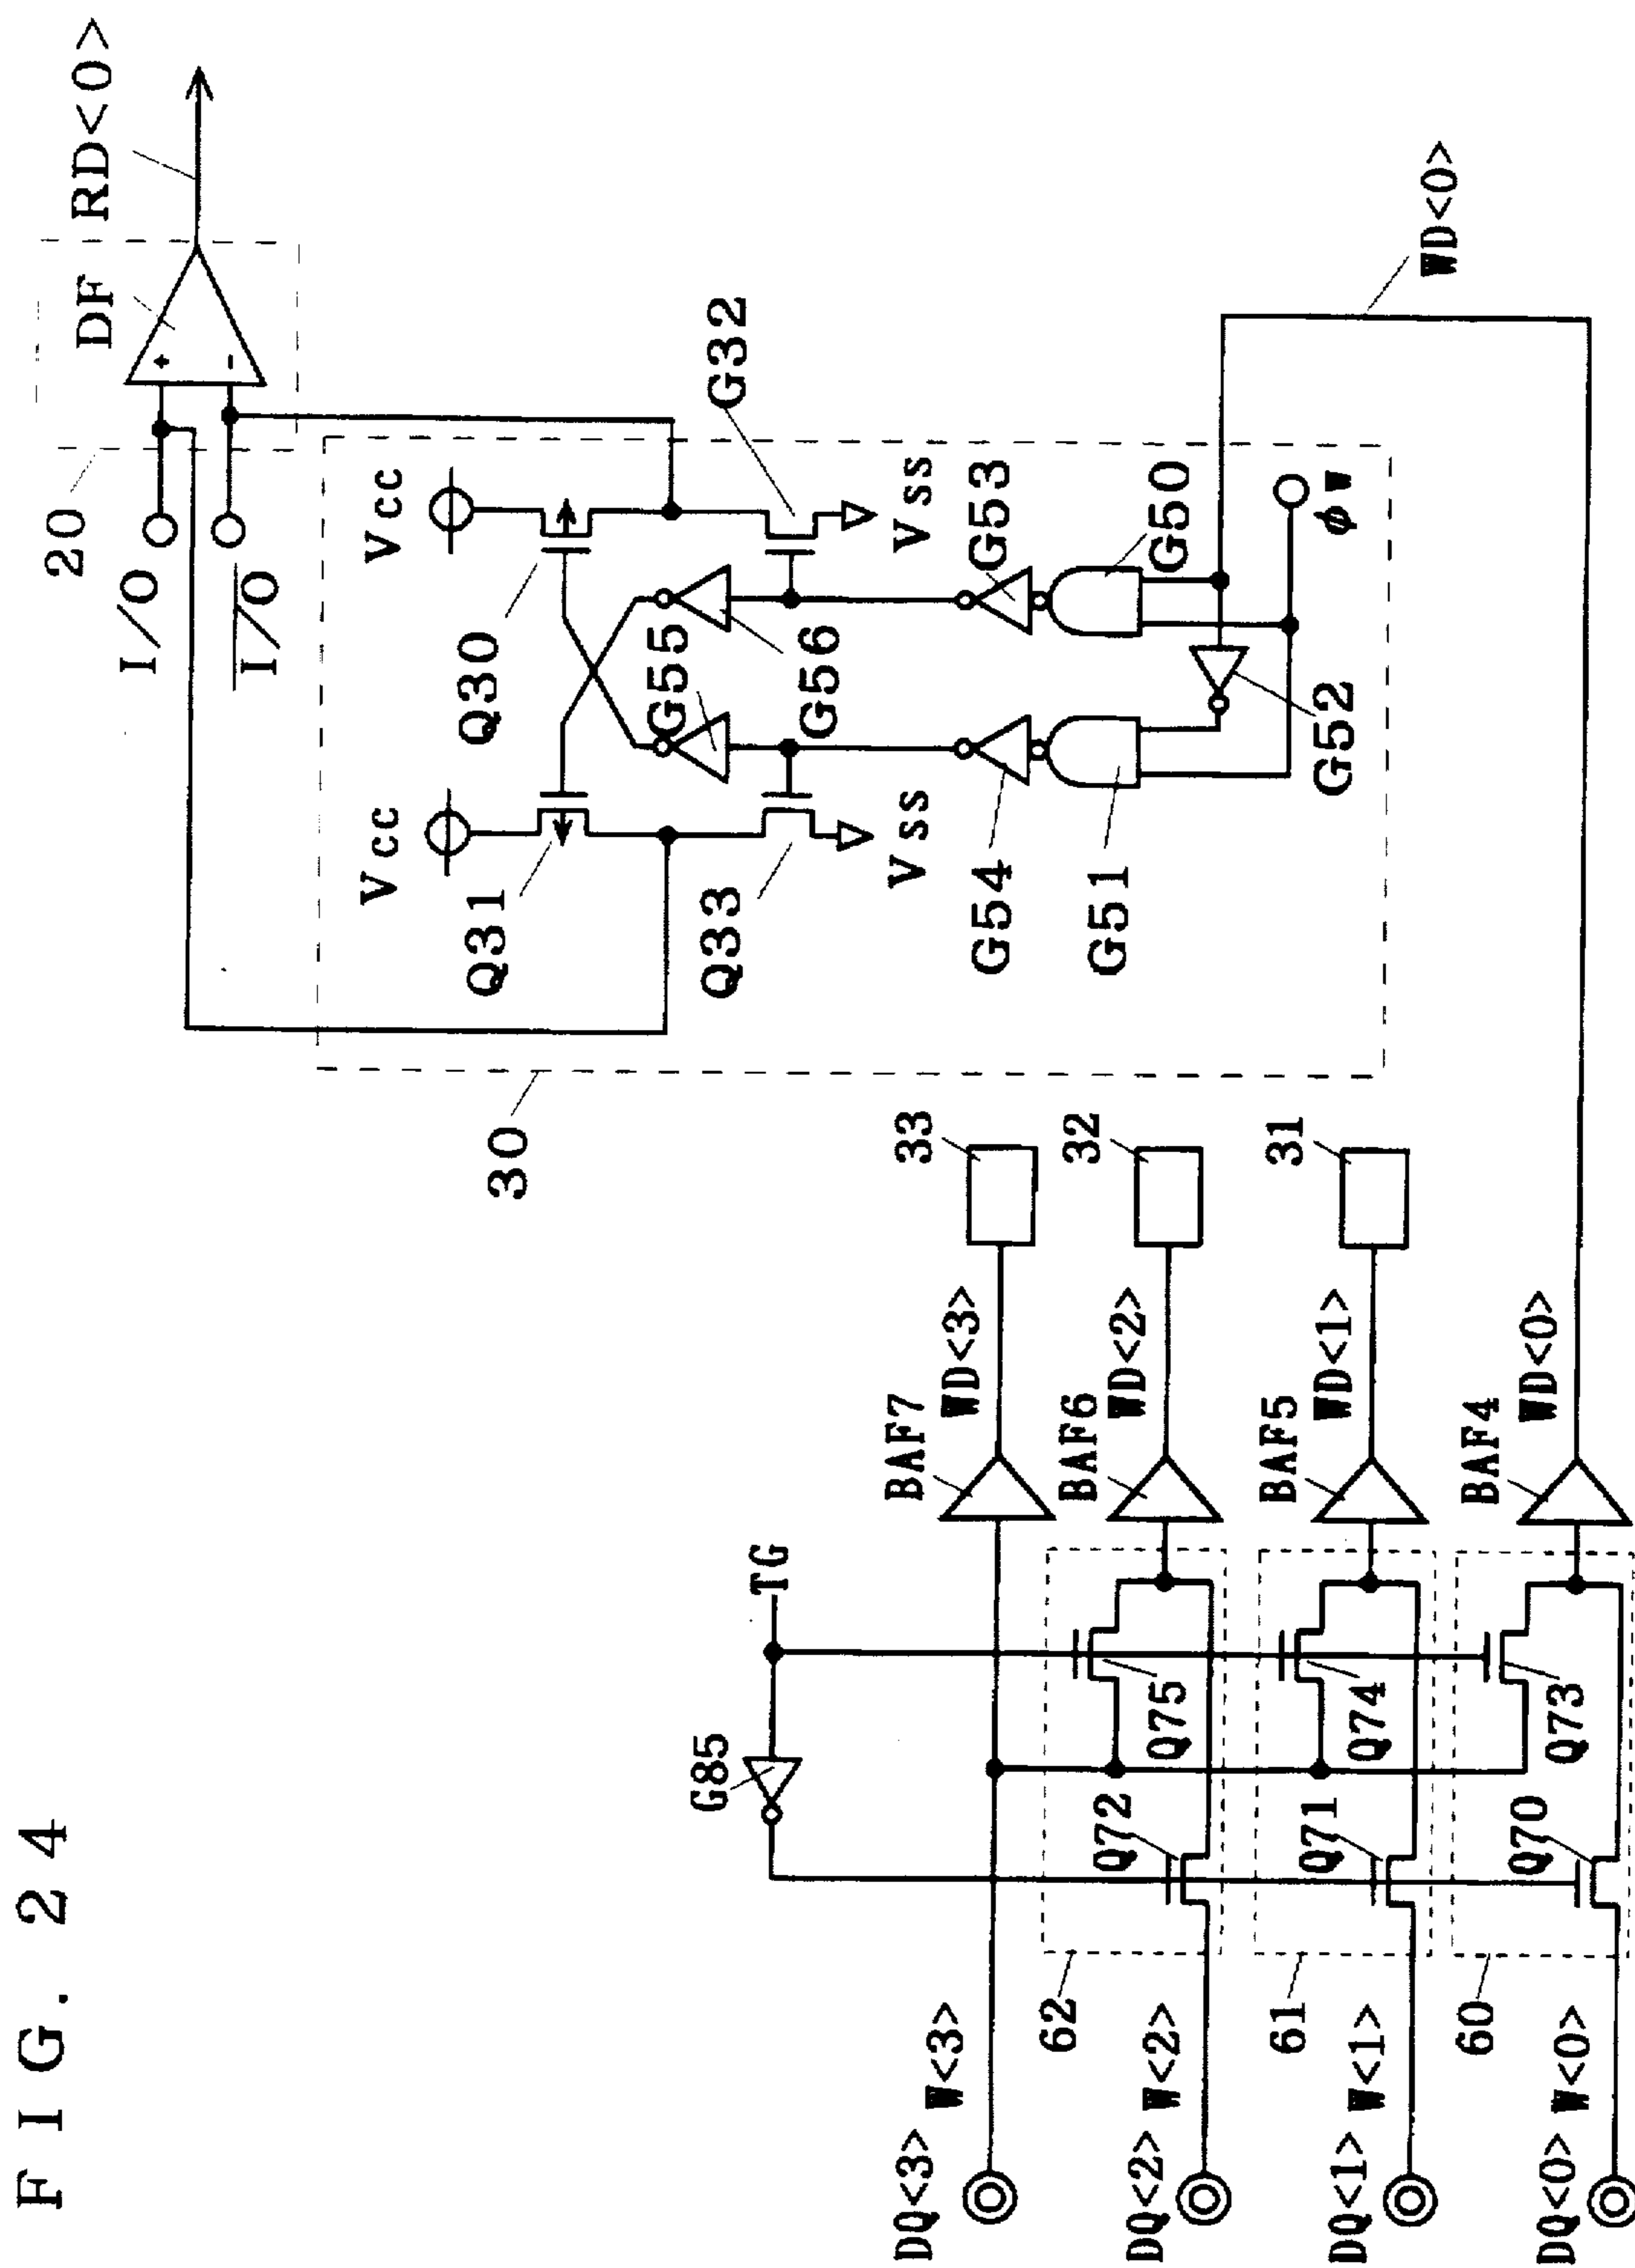 FIG. 24
DQ<3>
W<3>
DQ<2>
W<2>
DQ<1>
W<1>
DQ<0>
W<0>
62
61
60
G85
TG
Q72
Q75
Q71
Q74
Q70
Q73
BAF7
WD<3>
33
BAF6
WD<2>
32
BAF5
WD<1>
31
BAF4
WD<0>
30
20
I/O
I/O
DF
RD<0>
Vcc
Vcc
Q31
Q30
Q33
G32
G55
G56
Vss
Vss
G54
G53
G51
G50
G52
φW
WD<0>